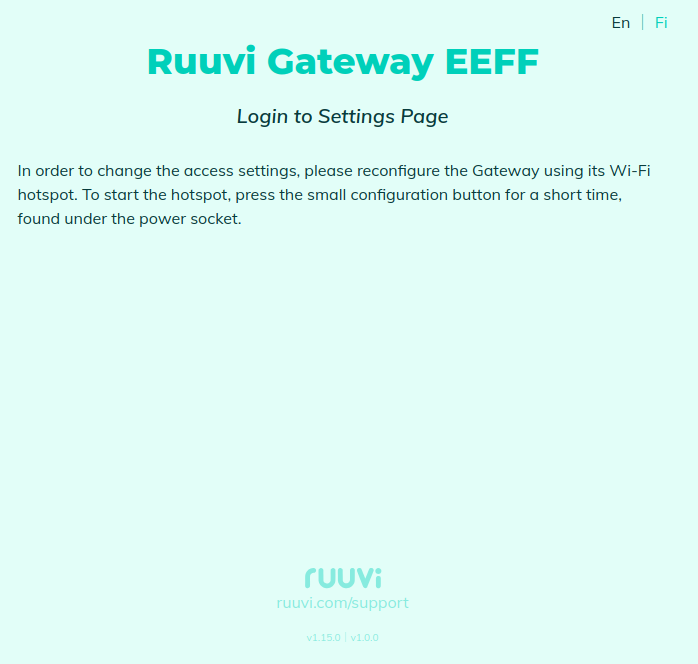 En | Fi
Ruuvi Gateway EEFF
Login to Settings Page
In order to change the access settings, please reconfigure the Gateway using its Wi-Fi
hotspot. To start the hotspot, press the small configuration button for a short time,
found under the power socket.
ruuvi
ruuvi.com/support
v1.15.0 | v1.0.0